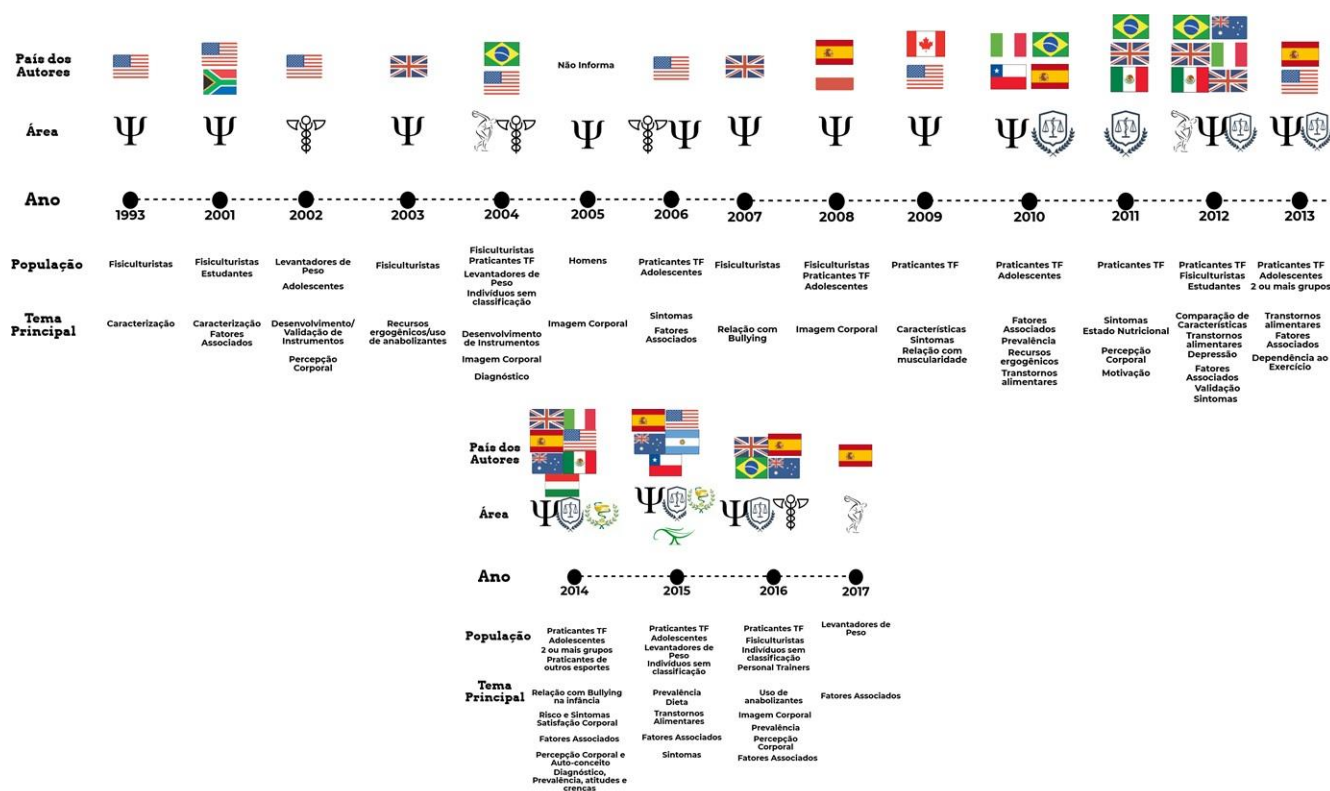 País dos
Autores
Não Informa
Área
Ψ Ψ Ψ Ψ Ψ Ψ Ψ Ψ Ψ Ψ Ψ
Ano
1993 2001 2002 2003 2004 2005 2006 2007 2008 2009 2010 2011 2012 2013
População
Fisiculturistas
Fisiculturistas
Estudantes
Levantadores de
Peso
Adolescentes
Fisiculturistas
Fisiculturistas
Praticantes TF
Levantadores de
Peso
Indivíduos sem
classificação
Homens
Praticantes TF
Adolescentes
Fisiculturistas
Fisiculturistas
Praticantes TF
Adolescentes
Praticantes TF
Praticantes TF
Adolescentes
Praticantes TF
Praticantes TF
Fisiculturistas
Estudantes
Praticantes TF
Adolescentes
2 ou mais grupos
Tema
Principal
Caracterização
Caracterização
Fatores
Associados
Desenvolvimento/
Validação de
Instrumentos
Percepção
Corporal
Recursos
ergogênicos/uso
de anabolizantes
Desenvolvimento
de Instrumentos
Imagem Corporal
Diagnóstico
Imagem Corporal
Sintomas
Fatores
Associados
Relação com
Bullying
Imagem Corporal
Características
Sintomas
Relação com
muscularidade
Fatores
Associados
Prevalência
Recursos
ergogênicos
Transtornos
alimentares
Sintomas
Estado Nutricional
Percepção
Corporal
Motivação
Comparação de
Características
Transtornos
alimentares
Depressão
Fatores
Associados
Validação
Sintomas
Transtornos
alimentares
Fatores
Associados
Dependência ao
Exercício
País dos
Autores
Área
Ψ Ψ Ψ
Ano
2014 2015 2016 2017
População
Praticantes TF
Adolescentes
2 ou mais grupos
Praticantes de
outros esportes
Praticantes TF
Adolescentes
Levantadores de
Peso
Indivíduos sem
classificação
Praticantes TF
Fisiculturistas
Indivíduos sem
classificação
Personal Trainers
Levantadores de
Peso
Tema
Principal
Relação com Bullying
na infância
Risco e Sintomas
Satisfação Corporal
Fatores Associados
Percepção Corporal e
Auto-conceito
Diagnóstico,
Prevalência, atitudes e
crenças
Prevalência
Dieta
Transtornos
Alimentares
Fatores Associados
Sintomas
Uso de
anabolizantes
Imagem Corporal
Prevalência
Percepção
Corporal
Fatores Associados
Fatores Associados